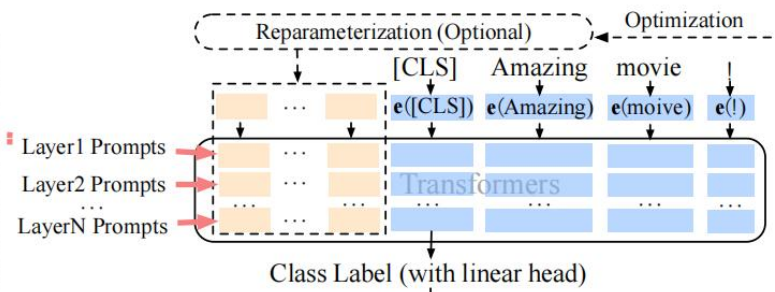 Reparameterization (Optional)
Optimization
[CLS] Amazing movie !
... e([CLS]) e(Amazing) e(moive) e(!)
Layer1 Prompts ...
Layer2 Prompts ... Transformers
... ... ... ... ... ... ...
LayerN Prompts ...
Class Label (with linear head)